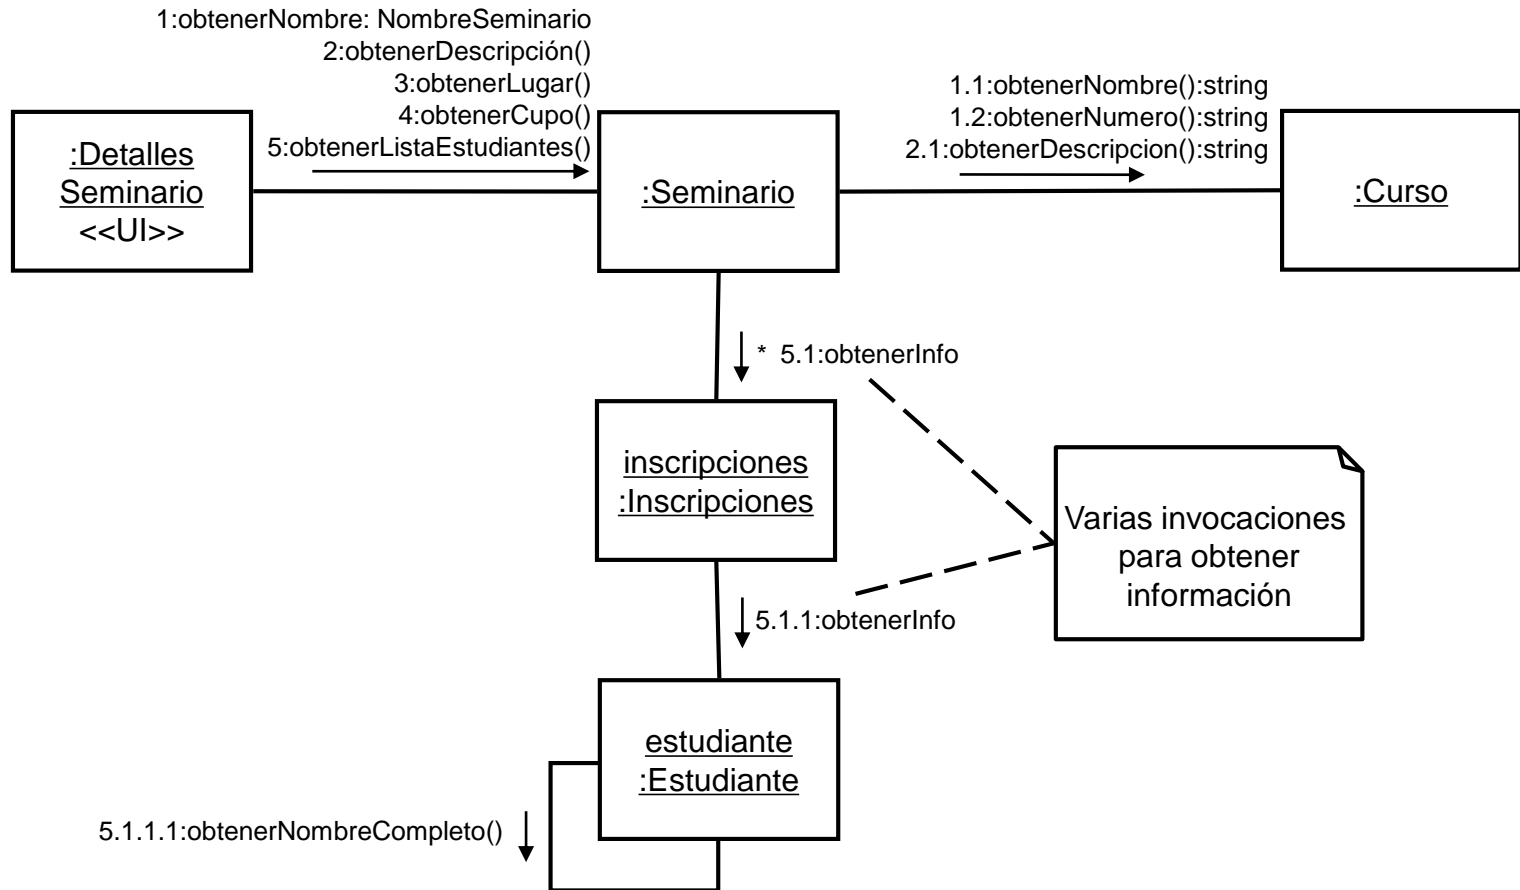 1:obtenerNombre: NombreSeminario
2:obtenerDescripción()
3:obtenerLugar()
4:obtenerCupo()
5:obtenerListaEstudiantes()
1.1:obtenerNombre():string
1.2:obtenerNumero():string
2.1:obtenerDescripcion():string
:Detalles
Seminario
<<UI>>
:Seminario
:Curso
* 5.1:obtenerInfo
inscripciones
:Inscripciones
Varias invocaciones
para obtener
información
5.1.1:obtenerInfo
estudiante
:Estudiante
5.1.1.1:obtenerNombreCompleto()